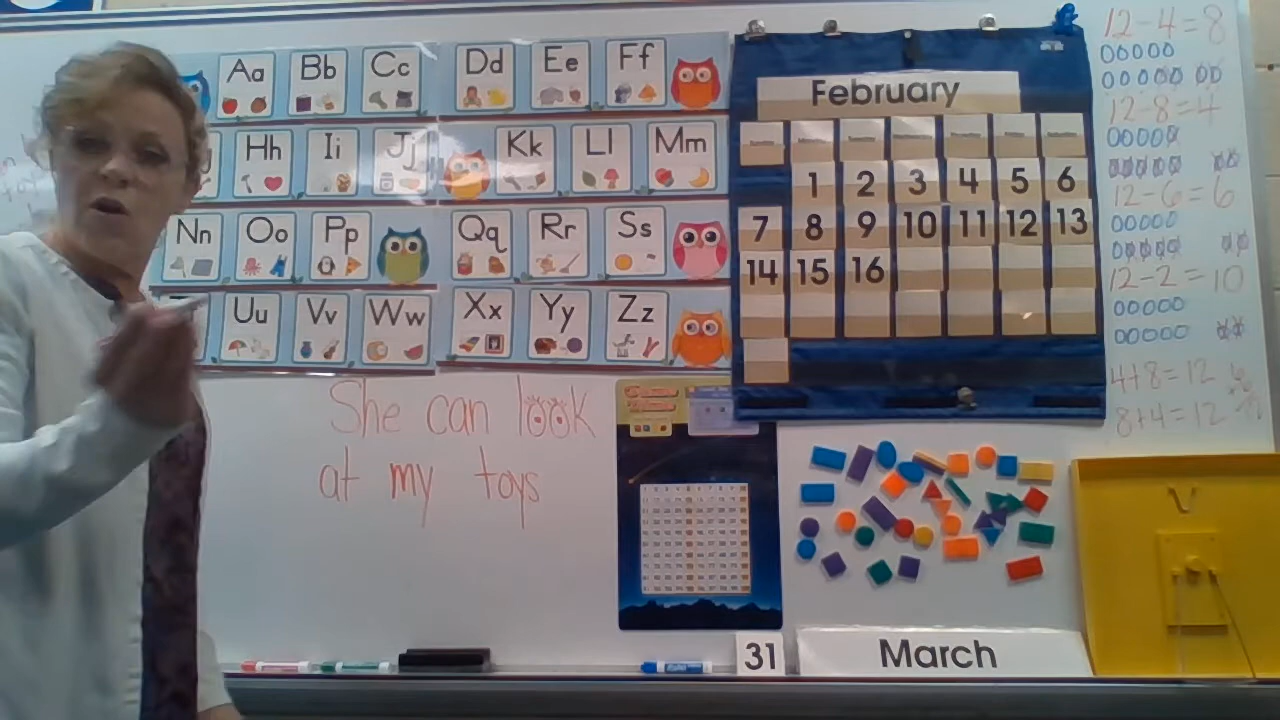 Aa Bb Cc Dd Ee Ff
Hh Ii Jj Kk Ll Mm
Nn Oo Pp Qq Rr Ss
Uu Vv Ww Xx Yy Zz
She can look
at my toys
February
1 2 3 4 5 6
7 8 9 10 11 12 13
14 15 16
12-4=8
12-8=4
12-6=6
12-2=10
4+8=12
8+4=12
31
March